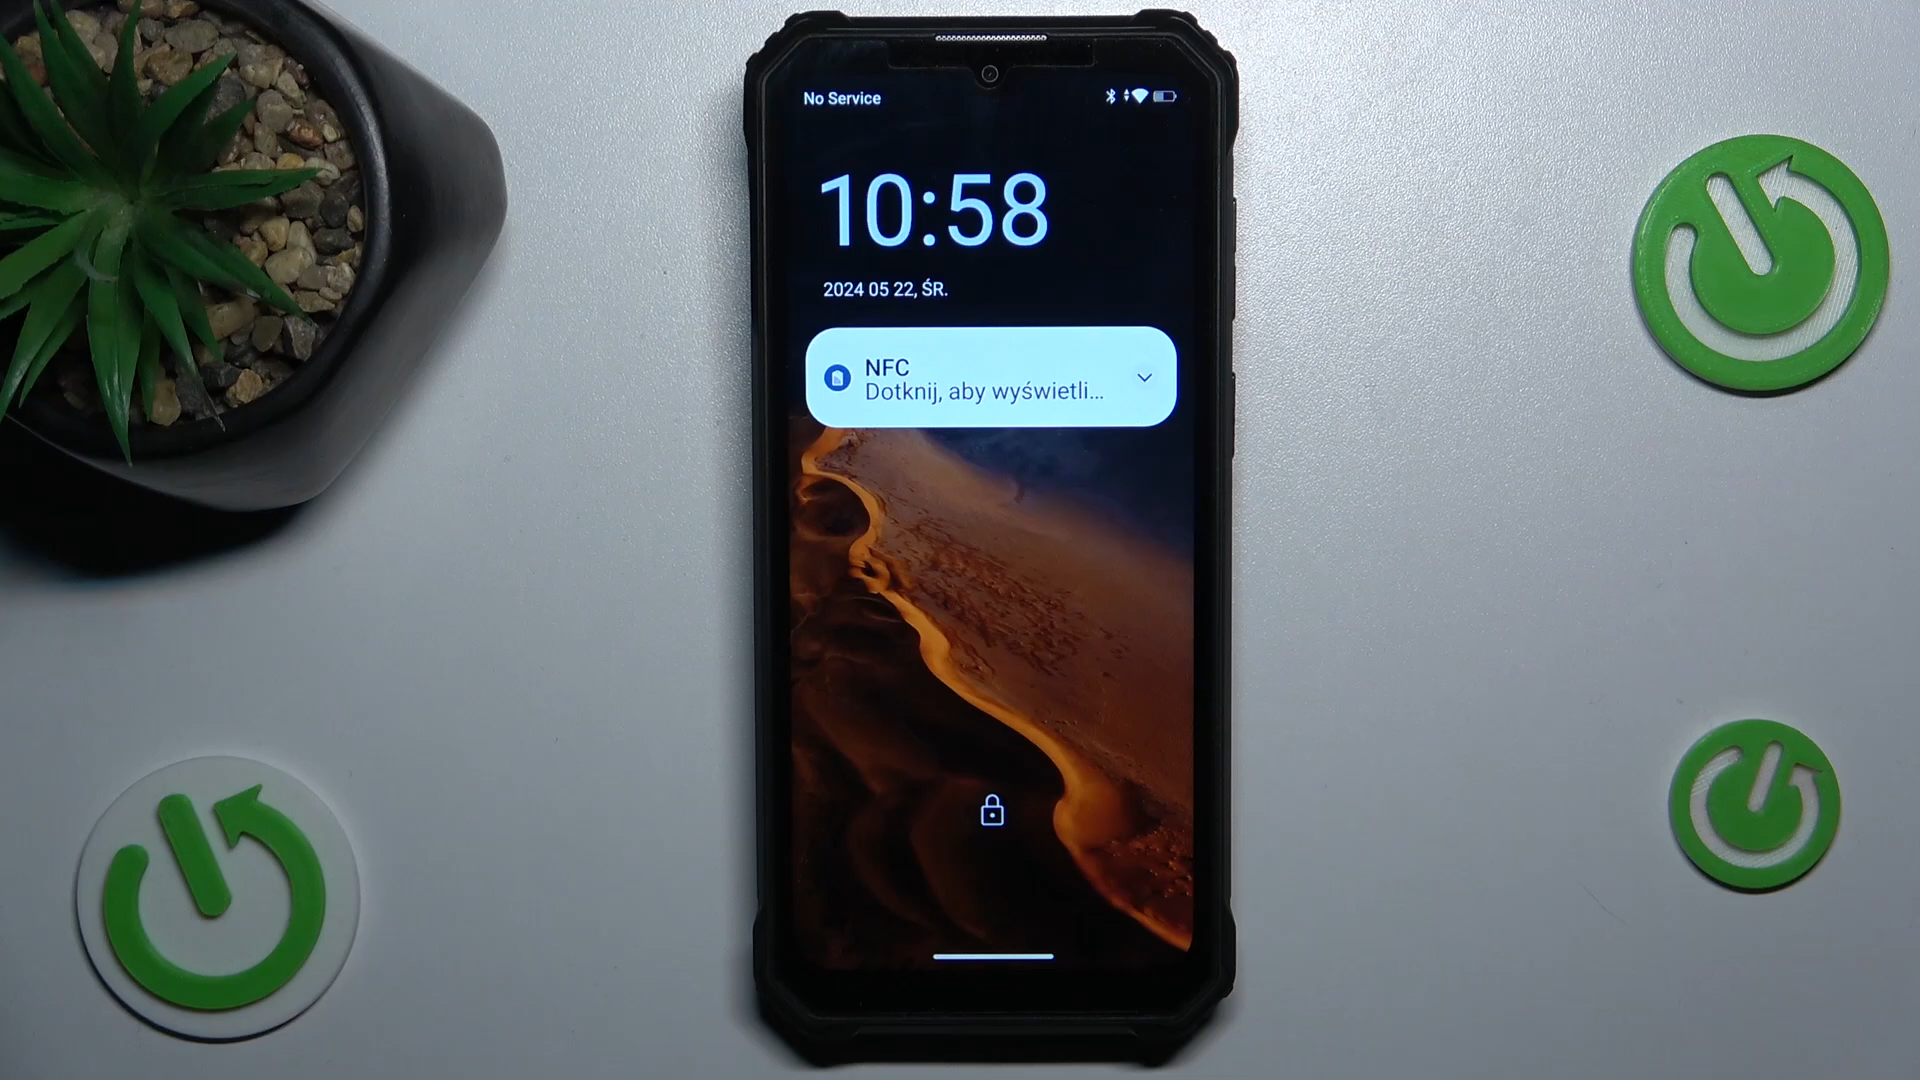 No Service
10:58
2024 05 22, ŚR.
NFC
Dotknij, aby wyświetli...